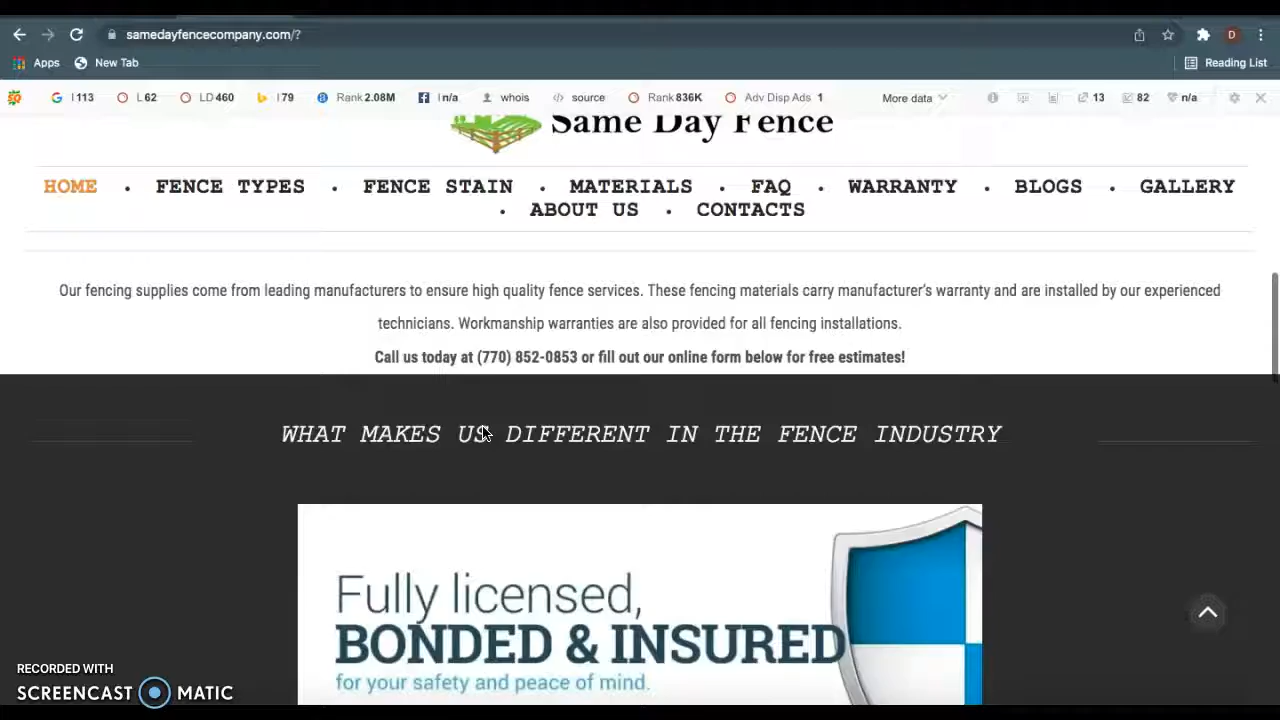 samedayfencecompany.com/?
D
Apps
New Tab
Reading List
I 113
L 62
LD 460
I 79
Rank 2.08M
I n/a
whois
source
Rank 836K
Adv Disp Ads 1
More data
13
82
n/a
Same Day Fence
HOME • FENCE TYPES • FENCE STAIN • MATERIALS • FAQ • WARRANTY • BLOGS • GALLERY
• ABOUT US • CONTACTS
Our fencing supplies come from leading manufacturers to ensure high quality fence services. These fencing materials carry manufacturer's warranty and are installed by our experienced
technicians. Workmanship warranties are also provided for all fencing installations.
Call us today at (770) 852-0853 or fill out our online form below for free estimates!
WHAT MAKES US DIFFERENT IN THE FENCE INDUSTRY
Fully licensed,
BONDED & INSURED
for your safety and peace of mind.
RECORDED WITH
SCREENCAST MATIC